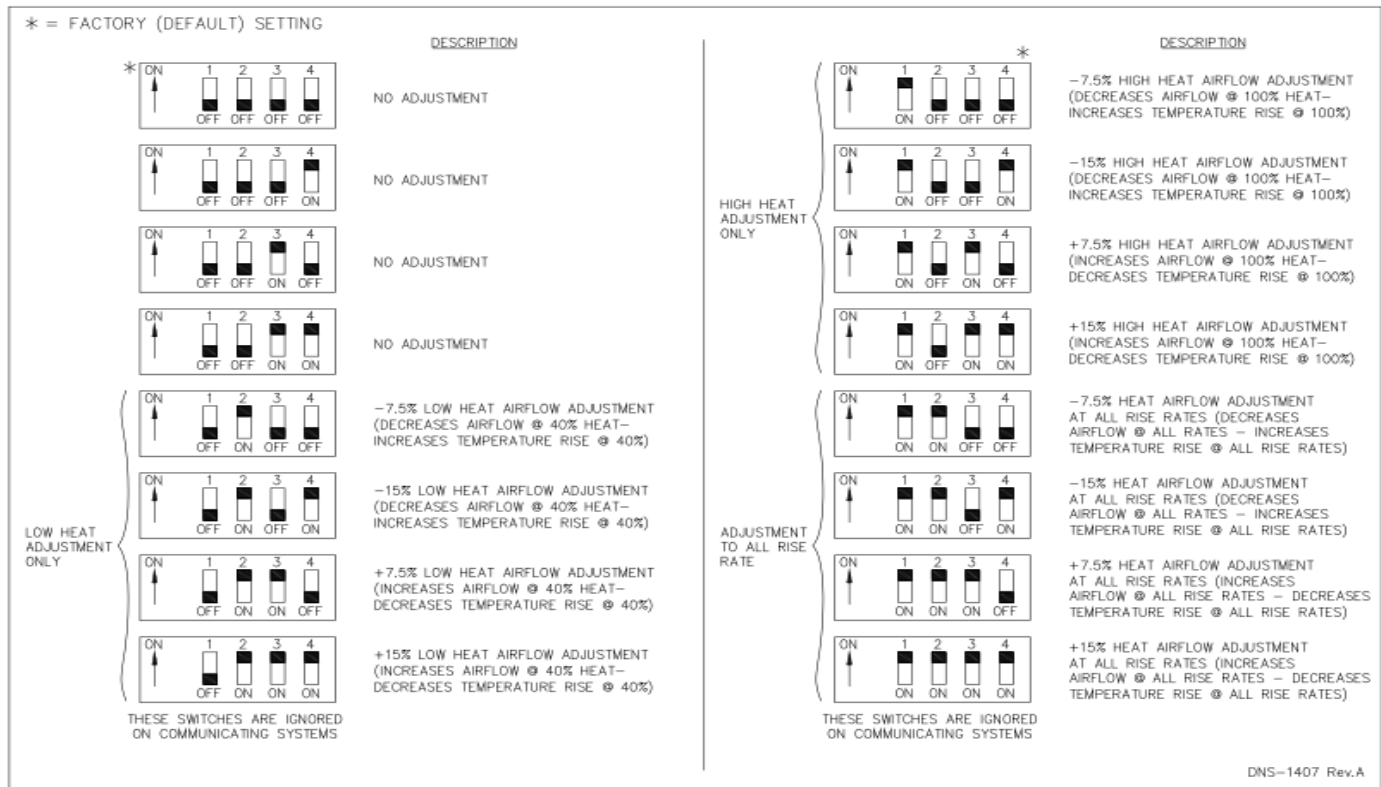 * = FACTORY (DEFAULT) SETTING
DESCRIPTION
* ON 1 2 3 4
OFF OFF OFF OFF
NO ADJUSTMENT
ON 1 2 3 4
OFF OFF OFF ON
NO ADJUSTMENT
ON 1 2 3 4
OFF OFF ON OFF
NO ADJUSTMENT
ON 1 2 3 4
OFF OFF ON ON
NO ADJUSTMENT
LOW HEAT
ADJUSTMENT
ONLY
ON 1 2 3 4
OFF ON OFF OFF
-7.5% LOW HEAT AIRFLOW ADJUSTMENT
(DECREASES AIRFLOW @ 40% HEAT-
INCREASES TEMPERATURE RISE @ 40%)
ON 1 2 3 4
OFF ON OFF ON
-15% LOW HEAT AIRFLOW ADJUSTMENT
(DECREASES AIRFLOW @ 40% HEAT-
INCREASES TEMPERATURE RISE @ 40%)
ON 1 2 3 4
OFF ON ON OFF
+7.5% LOW HEAT AIRFLOW ADJUSTMENT
(INCREASES AIRFLOW @ 40% HEAT-
DECREASES TEMPERATURE RISE @ 40%)
ON 1 2 3 4
OFF ON ON ON
+15% LOW HEAT AIRFLOW ADJUSTMENT
(INCREASES AIRFLOW @ 40% HEAT-
DECREASES TEMPERATURE RISE @ 40%)
THESE SWITCHES ARE IGNORED
ON COMMUNICATING SYSTEMS
DESCRIPTION
*
HIGH HEAT
ADJUSTMENT
ONLY
ON 1 2 3 4
ON OFF OFF OFF
-7.5% HIGH HEAT AIRFLOW ADJUSTMENT
(DECREASES AIRFLOW @ 100% HEAT-
INCREASES TEMPERATURE RISE @ 100%)
ON 1 2 3 4
ON OFF OFF ON
-15% HIGH HEAT AIRFLOW ADJUSTMENT
(DECREASES AIRFLOW @ 100% HEAT-
INCREASES TEMPERATURE RISE @ 100%)
ON 1 2 3 4
ON OFF ON OFF
+7.5% HIGH HEAT AIRFLOW ADJUSTMENT
(INCREASES AIRFLOW @ 100% HEAT-
DECREASES TEMPERATURE RISE @ 100%)
ON 1 2 3 4
ON OFF ON ON
+15% HIGH HEAT AIRFLOW ADJUSTMENT
(INCREASES AIRFLOW @ 100% HEAT-
DECREASES TEMPERATURE RISE @ 100%)
ADJUSTMENT
TO ALL RISE
RATE
ON 1 2 3 4
ON ON OFF OFF
-7.5% HEAT AIRFLOW ADJUSTMENT
AT ALL RISE RATES (DECREASES
AIRFLOW @ ALL RATES - INCREASES
TEMPERATURE RISE @ ALL RISE RATES)
ON 1 2 3 4
ON ON OFF ON
-15% HEAT AIRFLOW ADJUSTMENT
AT ALL RISE RATES (DECREASES
AIRFLOW @ ALL RATES - INCREASES
TEMPERATURE RISE @ ALL RISE RATES)
ON 1 2 3 4
ON ON ON OFF
+7.5% HEAT AIRFLOW ADJUSTMENT
AT ALL RISE RATES (INCREASES
AIRFLOW @ ALL RISE RATES - DECREASES
TEMPERATURE RISE @ ALL RISE RATES)
ON 1 2 3 4
ON ON ON ON
+15% HEAT AIRFLOW ADJUSTMENT
AT ALL RISE RATES (INCREASES
AIRFLOW @ ALL RISE RATES - DECREASES
TEMPERATURE RISE @ ALL RISE RATES)
THESE SWITCHES ARE IGNORED
ON COMMUNICATING SYSTEMS
DNS-1407 Rev.A